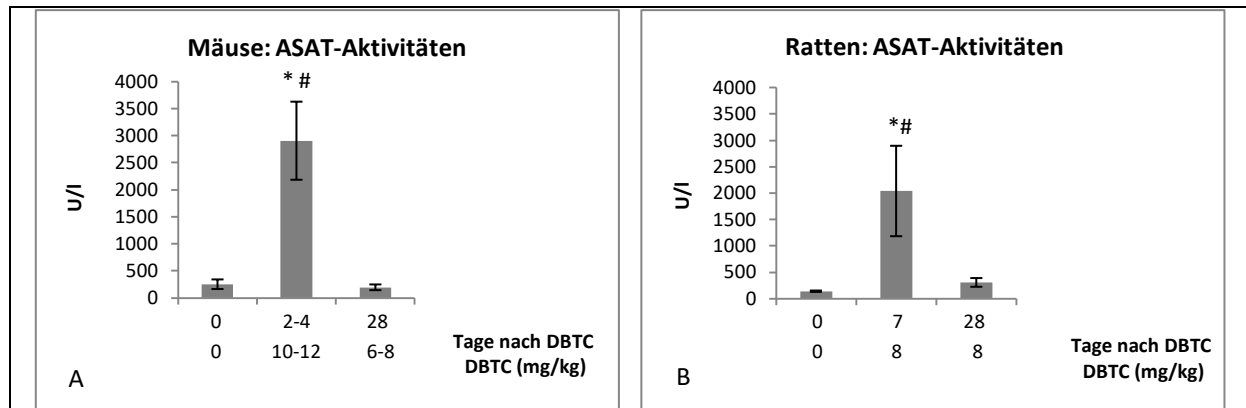 Mäuse: ASAT-Aktivitäten
4000
3500
3000
2500
2000
1500
1000
500
0
U/l
* #
0 2-4 28 Tage nach DBTC
0 10-12 6-8 DBTC (mg/kg)
A
Ratten: ASAT-Aktivitäten
4000
3500
3000
2500
2000
1500
1000
500
0
U/l
*#
0 7 28 Tage nach DBTC
0 8 8 DBTC (mg/kg)
B